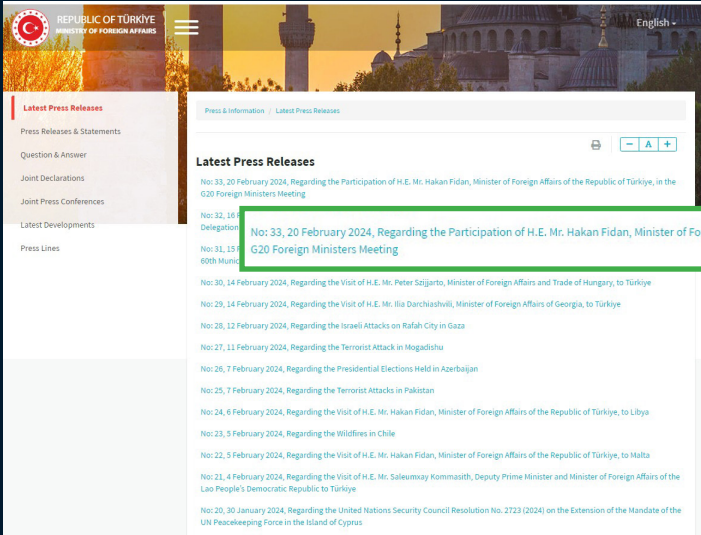 REPUBLIC OF TÜRKİYE
MINISTRY OF FOREIGN AFFAIRS
English
Latest Press Releases
Press Releases & Statements
Question & Answer
Joint Declarations
Joint Press Conferences
Latest Developments
Press Lines
Press & Information / Latest Press Releases
− A +
Latest Press Releases
No: 33, 20 February 2024, Regarding the Participation of H.E. Mr. Hakan Fidan, Minister of Foreign Affairs of the Republic of Türkiye, in the
G20 Foreign Ministers Meeting
No: 32, 16 F
Delegation
No: 31, 15 F
60th Munic
No: 33, 20 February 2024, Regarding the Participation of H.E. Mr. Hakan Fidan, Minister of Fo
G20 Foreign Ministers Meeting
No: 30, 14 February 2024, Regarding the Visit of H.E. Mr. Peter Szijjarto, Minister of Foreign Affairs and Trade of Hungary, to Türkiye
No: 29, 14 February 2024, Regarding the Visit of H.E. Mr. Ilia Darchiashvili, Minister of Foreign Affairs of Georgia, to Türkiye
No: 28, 12 February 2024, Regarding the Israeli Attacks on Rafah City in Gaza
No: 27, 11 February 2024, Regarding the Terrorist Attack in Mogadishu
No: 26, 7 February 2024, Regarding the Presidential Elections Held in Azerbaijan
No: 25, 7 February 2024, Regarding the Terrorist Attacks in Pakistan
No: 24, 6 February 2024, Regarding the Visit of H.E. Mr. Hakan Fidan, Minister of Foreign Affairs of the Republic of Türkiye, to Libya
No: 23, 5 February 2024, Regarding the Wildfires in Chile
No: 22, 5 February 2024, Regarding the Visit of H.E. Mr. Hakan Fidan, Minister of Foreign Affairs of the Republic of Türkiye, to Malta
No: 21, 4 February 2024, Regarding the Visit of H.E. Mr. Saleumxay Kommasith, Deputy Prime Minister and Minister of Foreign Affairs of the
Lao People's Democratic Republic to Türkiye
No: 20, 30 January 2024, Regarding the United Nations Security Council Resolution No. 2723 (2024) on the Extension of the Mandate of the
UN Peacekeeping Force in the Island of Cyprus